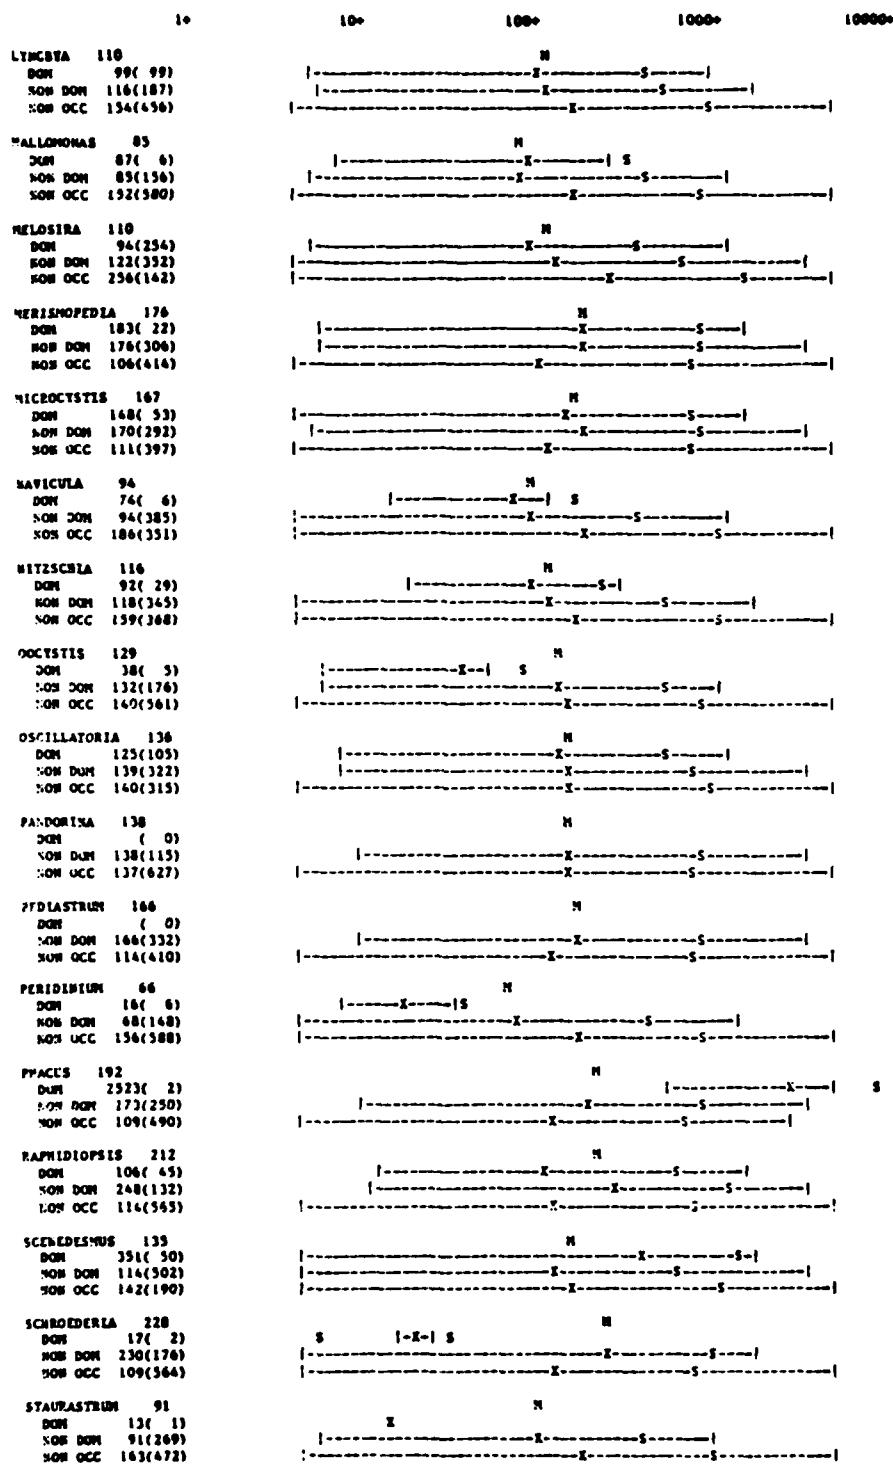 1+ 10+ 100+ 1000+ 10000+
LYNGBYA 110
M
DOM 99( 99) |---X---S---|
NON DOM 116(187) |---X---S---|
NON OCC 154(456) |---X---S---|
MALLOMONAS 85
M
DOM 87( 6) |---X---| S
NON DOM 85(156) |---X---S---|
NON OCC 152(580) |---X---S---|
MELOSIRA 110
M
DOM 94(254) |---X---S---|
NON DOM 122(352) |---X---S---|
NON OCC 256(142) |---X---S---|
MERISMOPEDIA 176
M
DOM 183( 22) |---X---S---|
NON DOM 176(306) |---X---S---|
NON OCC 106(414) |---X---S---|
MICROCYSTIS 167
M
DOM 148( 53) |---X---S---|
NON DOM 170(292) |---X---S---|
NON OCC 111(397) |---X---S---|
NAVICULA 94
M
DOM 74( 6) |---X---| S
NON DOM 94(385) |---X---S---|
NON OCC 186(351) |---X---S---|
NITZSCHIA 116
M
DOM 92( 29) |---X---S-|
NON DOM 118(345) |---X---S---|
NON OCC 159(368) |---X---S---|
OOCYSTIS 129
M
DOM 38( 5) |---X--| S
NON DOM 132(176) |---X---S---|
NON OCC 140(561) |---X---S---|
OSCILLATORIA 136
M
DOM 125(105) |---X---S---|
NON DOM 139(322) |---X---S---|
NON OCC 140(315) |---X---S---|
PANDORINA 138
M
DOM ( 0)
NON DOM 138(115) |---X---S---|
NON OCC 137(627) |---X---S---|
PEDIASTRUM 166
M
DOM ( 0)
NON DOM 166(332) |---X---S---|
NON OCC 114(410) |---X---S---|
PERIDINIUM 66
M
DOM 16( 6) |---X---|S
NON DOM 68(148) |---X---S---|
NON OCC 156(588) |---X---S---|
PHACUS 192
M
DOM 2523( 2) |---X---| S
NON DOM 173(250) |---X---S---|
NON OCC 109(490) |---X---S---|
RAPHIDIOPSIS 212
M
DOM 106( 45) |---X---S---|
NON DOM 248(132) |---X---S---|
NON OCC 114(565) |---X---S---|
SCENEDESMUS 135
M
DOM 351( 50) |---X---S-|
NON DOM 114(502) |---X---S---|
NON OCC 142(190) |---X---S---|
SCHROEDERIA 228
M
DOM 17( 2) S |-X-| S
NON DOM 230(176) |---X---S---|
NON OCC 109(564) |---X---S---|
STAURASTRUM 91
M
DOM 13( 1) X
NON DOM 91(269) |---X---S---|
NON OCC 163(472) |---X---S---|